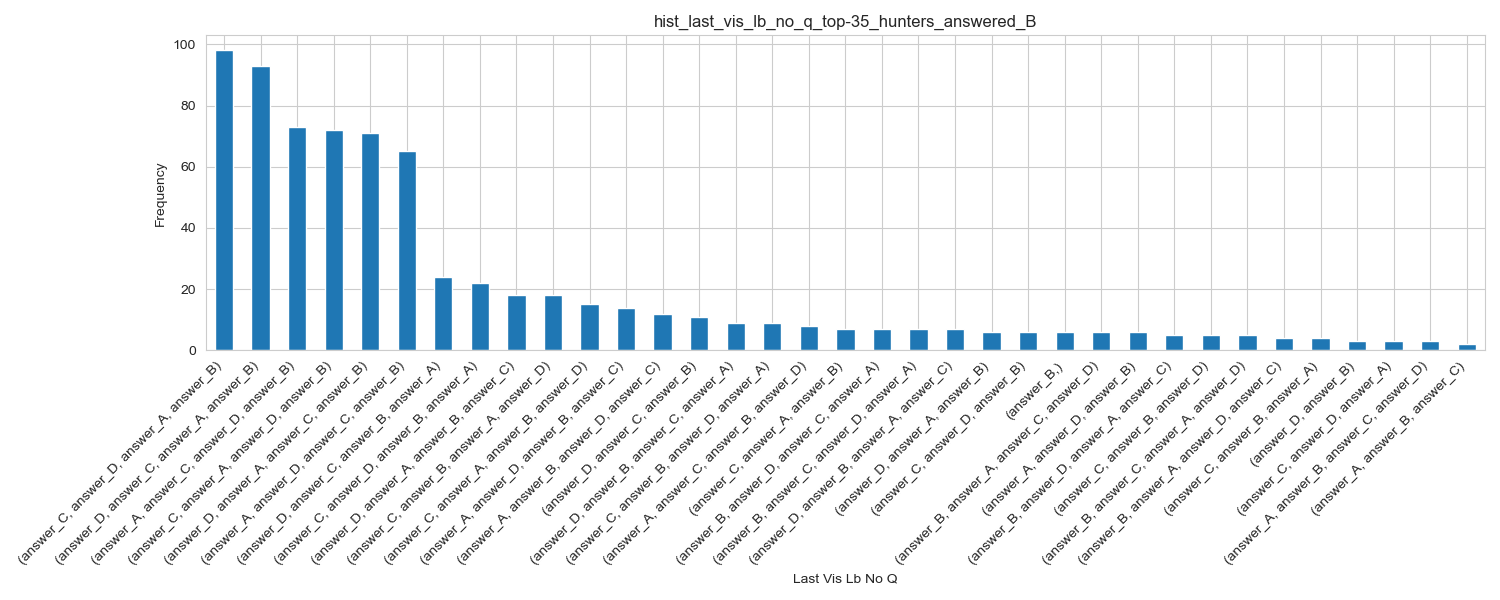 hist_last_vis_lb_no_q_top-35_hunters_answered_B
Frequency
100
80
60
40
20
0
(answer_C, answer_D, answer_A, answer_B)
(answer_D, answer_C, answer_A, answer_B)
(answer_A, answer_C, answer_D, answer_B)
(answer_C, answer_A, answer_D, answer_B)
(answer_D, answer_A, answer_C, answer_B)
(answer_A, answer_D, answer_C, answer_B)
(answer_D, answer_C, answer_B, answer_A)
(answer_C, answer_D, answer_B, answer_A)
(answer_D, answer_A, answer_B, answer_C)
(answer_C, answer_B, answer_A, answer_D)
(answer_C, answer_A, answer_B, answer_D)
(answer_A, answer_D, answer_B, answer_C)
(answer_A, answer_B, answer_D, answer_C)
(answer_D, answer_C, answer_B)
(answer_D, answer_B, answer_C, answer_A)
(answer_C, answer_B, answer_D, answer_A)
(answer_A, answer_C, answer_B, answer_D)
(answer_C, answer_A, answer_B)
(answer_B, answer_D, answer_C, answer_A)
(answer_B, answer_C, answer_D, answer_A)
(answer_D, answer_B, answer_A, answer_C)
(answer_D, answer_A, answer_B)
(answer_C, answer_D, answer_B)
(answer_B,)
(answer_B, answer_A, answer_C, answer_D)
(answer_A, answer_D, answer_B)
(answer_B, answer_D, answer_A, answer_C)
(answer_C, answer_B, answer_D)
(answer_B, answer_C, answer_A, answer_D)
(answer_B, answer_A, answer_D, answer_C)
(answer_C, answer_B, answer_A)
(answer_D, answer_B)
(answer_C, answer_D, answer_A)
(answer_A, answer_B, answer_C, answer_D)
(answer_A, answer_B, answer_C)
Last Vis Lb No Q